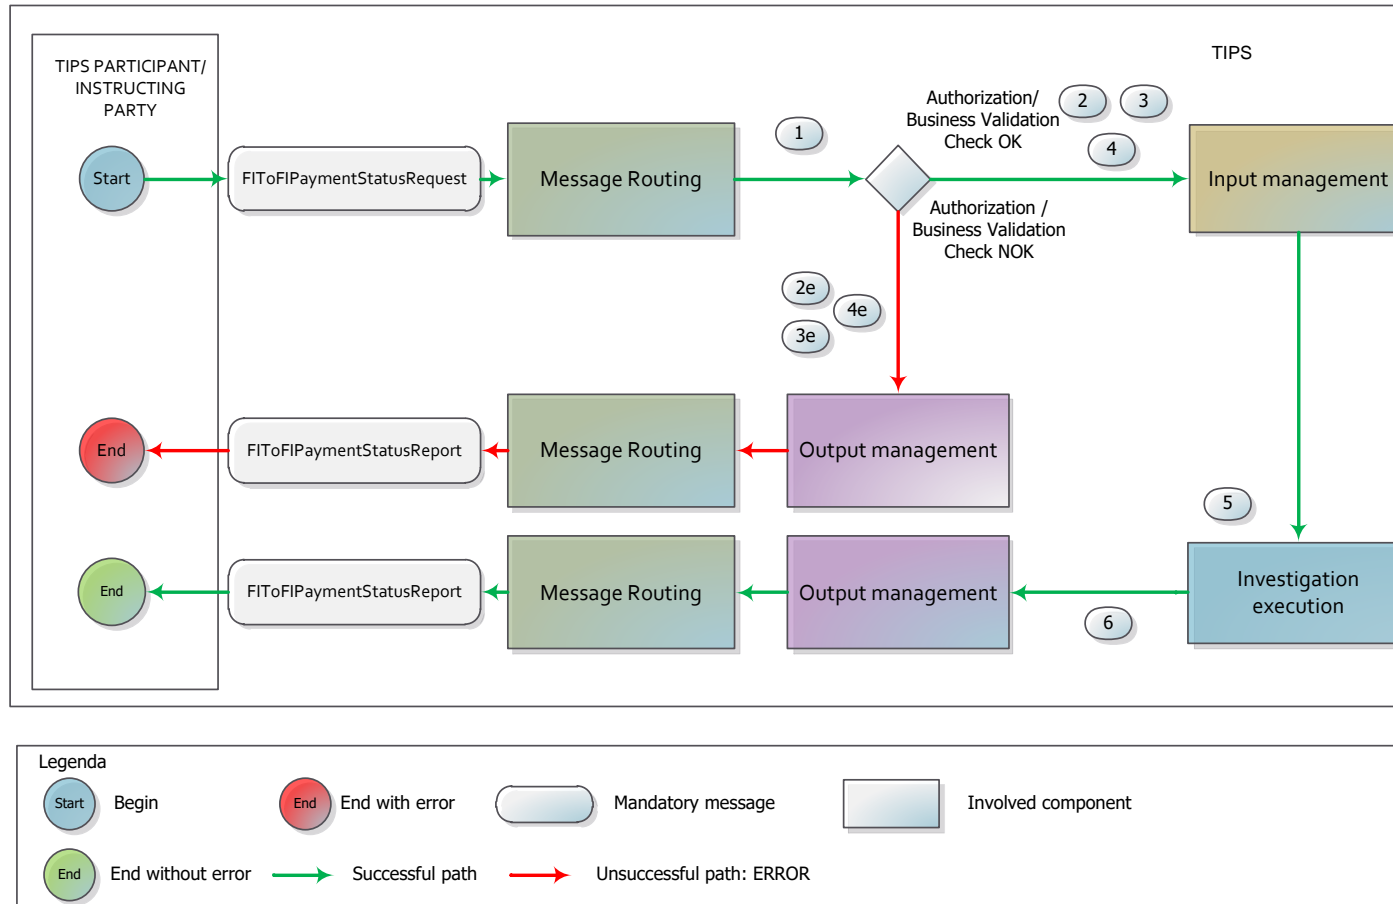 TIPS PARTICIPANT/
INSTRUCTING
PARTY
TIPS
Authorization/
Business Validation
Check OK
2
3
4
1
Start
FIToFIPaymentStatusRequest
Message Routing
Input management
Authorization /
Business Validation
Check NOK
2e
4e
3e
End
FIToFIPaymentStatusReport
Message Routing
Output management
5
End
FIToFIPaymentStatusReport
Message Routing
Output management
6
Investigation
execution
Legenda
Start
Begin
End
End with error
Mandatory message
Involved component
End
End without error
Successful path
Unsuccessful path: ERROR